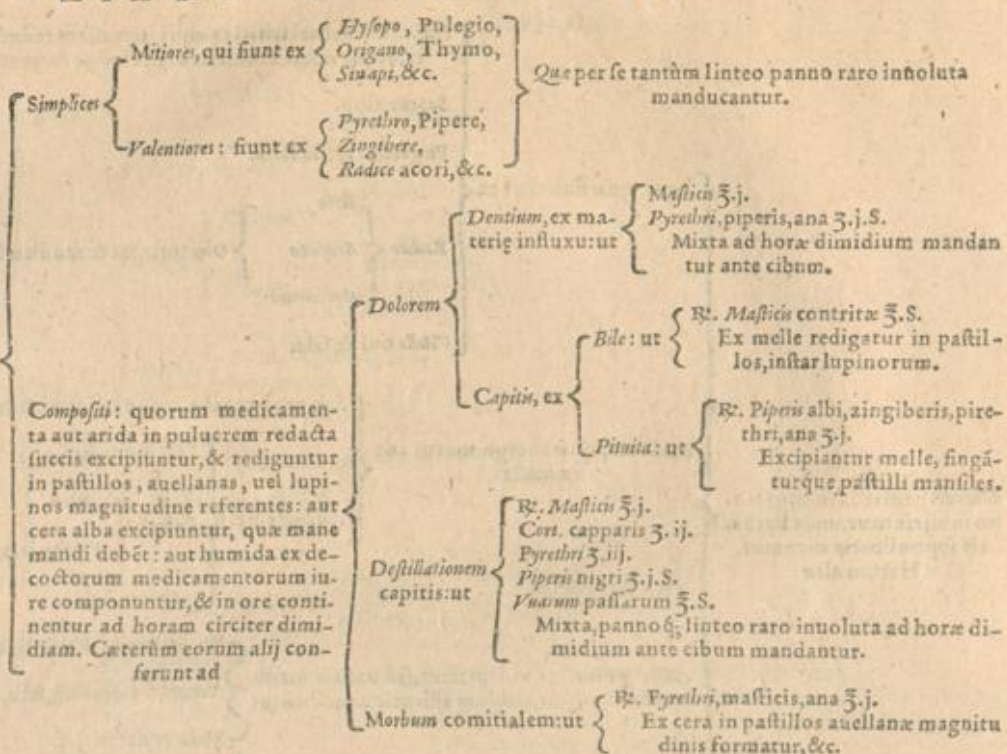 Simplices
Mitiores, qui fiunt ex
Hysopo, Pulegio,
Origano, Thymo,
Sinapi, &c.
Valentiores: fiunt ex
Pyrethro, Pipere,
Zingibere,
Radice acori, &c.
Quæ per se tantùm linteo panno raro inuoluta
manducantur.
Compositi: quorum medicamen-
ta aut arida in puluerem redacta
succis excipiuntur, & rediguntur
in pastillos, auellanas, uel lupi-
nos magnitudine referentes: aut
cera alba excipiuntur, quæ mane
mandi debēt: aut humida ex de-
coctorum medicamentorum iu-
re componuntur, & in ore conti-
nentur ad horam circiter dimi-
diam. Cæterùm eorum alij con-
ferunt ad
Dolorem
Dentium, ex ma-
terię influxu: ut
Masticis ℥.j.
Pyrethri, piperis, ana ʒ.j.S.
Mixta ad horæ dimidium mandan
tur ante cibum.
Capitis, ex
Bile: ut
℞. Masticis contritæ ℥.S.
Ex melle redigatur in pastil-
los, instar lupinorum.
Pituita: ut
℞. Piperis albi, zingiberis, pire-
thri, ana ʒ.j.
Excipiantur melle, fingā-
turque pastilli mansiles.
Destillationem
capitis: ut
℞. Masticis ℥.j.
Cort. capparis ʒ.ij.
Pyrethri ʒ.iij.
Piperis nigri ʒ.j.S.
Vuarum passarum ℥.S.
Mixta, panno q́; linteo raro inuoluta ad horæ di-
midium ante cibum mandantur.
Morbum comitialem: ut
℞. Pyrethri, masticis, ana ℥.j.
Ex cera in pastillos auellanæ magnitu
dinis formatur, &c.